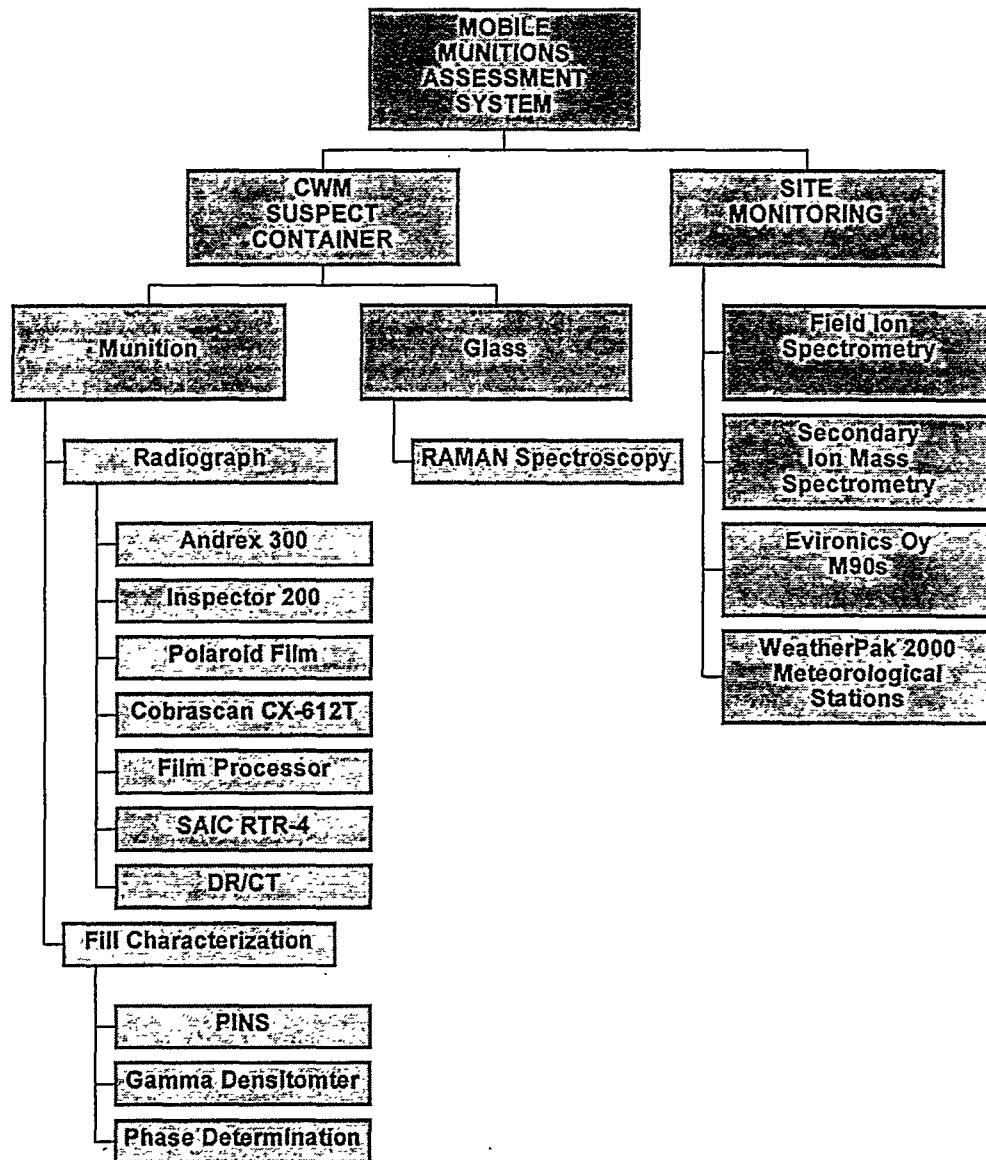 MOBILE
MUNITIONS
ASSESSMENT
SYSTEM
CWM
SUSPECT
CONTAINER
SITE
MONITORING
Munition
Glass
Radiograph
Andrex 300
Inspector 200
Polaroid Film
Cobrascan CX-612T
Film Processor
SAIC RTR-4
DR/CT
Fill Characterization
PINS
Gamma Densitomter
Phase Determination
RAMAN Spectroscopy
Field Ion
Spectrometry
Secondary
Ion Mass
Spectrometry
Evironics Oy
M90s
WeatherPak 2000
Meteorological
Stations